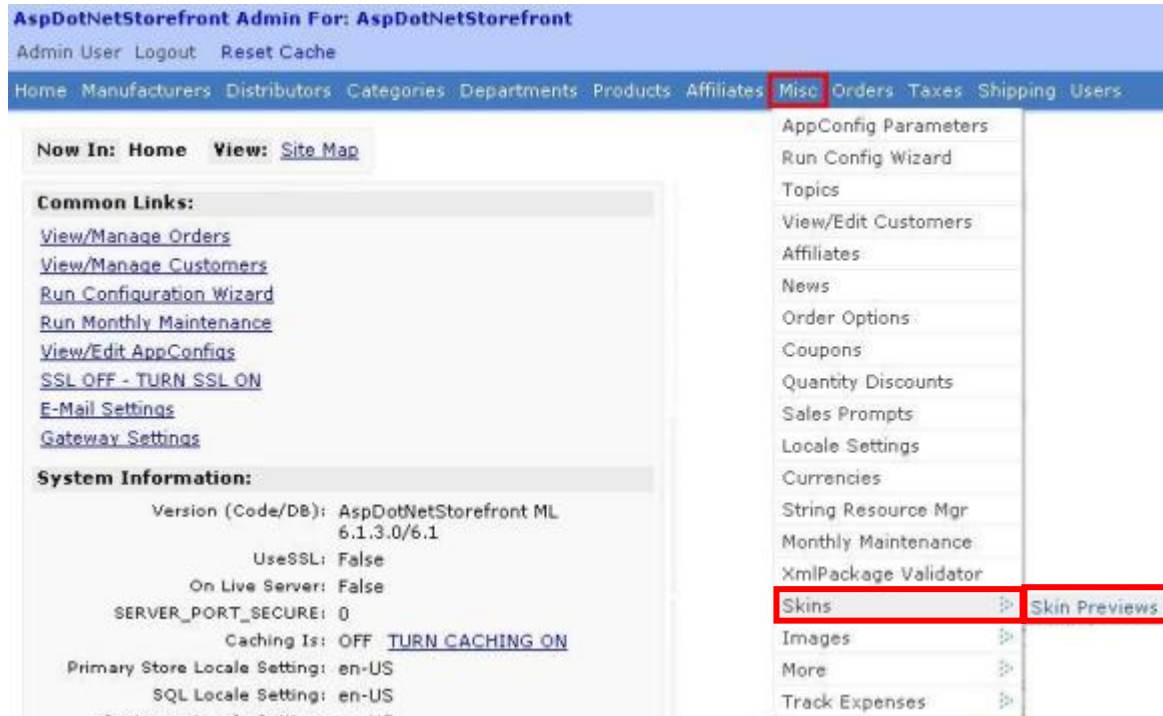 AspDotNetStorefront Admin For: AspDotNetStorefront
Admin User Logout Reset Cache
Home Manufacturers Distributors Categories Departments Products Affiliates Misc Orders Taxes Shipping Users
Now In: Home View: Site Map
Common Links:
View/Manage Orders
View/Manage Customers
Run Configuration Wizard
Run Monthly Maintenance
View/Edit AppConfigs
SSL OFF - TURN SSL ON
E-Mail Settings
Gateway Settings
System Information:
Version (Code/DB): AspDotNetStorefront ML
6.1.3.0/6.1
UseSSL: False
On Live Server: False
SERVER_PORT_SECURE: 0
Caching Is: OFF TURN CACHING ON
Primary Store Locale Setting: en-US
SQL Locale Setting: en-US
AppConfig Parameters
Run Config Wizard
Topics
View/Edit Customers
Affiliates
News
Order Options
Coupons
Quantity Discounts
Sales Prompts
Locale Settings
Currencies
String Resource Mgr
Monthly Maintenance
XmlPackage Validator
Skins
Skin Previews
Images
More
Track Expenses